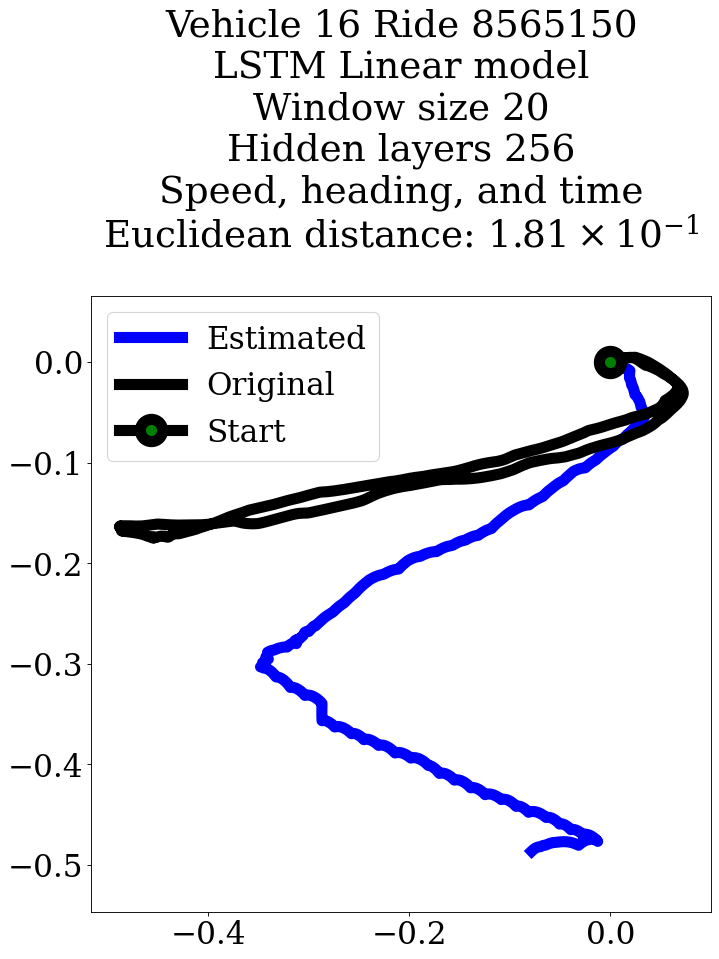 Vehicle 16 Ride 8565150
LSTM Linear model
Window size 20
Hidden layers 256
Speed, heading, and time
Euclidean distance: 1.81 × 10⁻¹
Estimated
Original
Start
0.0
−0.1
−0.2
−0.3
−0.4
−0.5
−0.4 −0.2 0.0